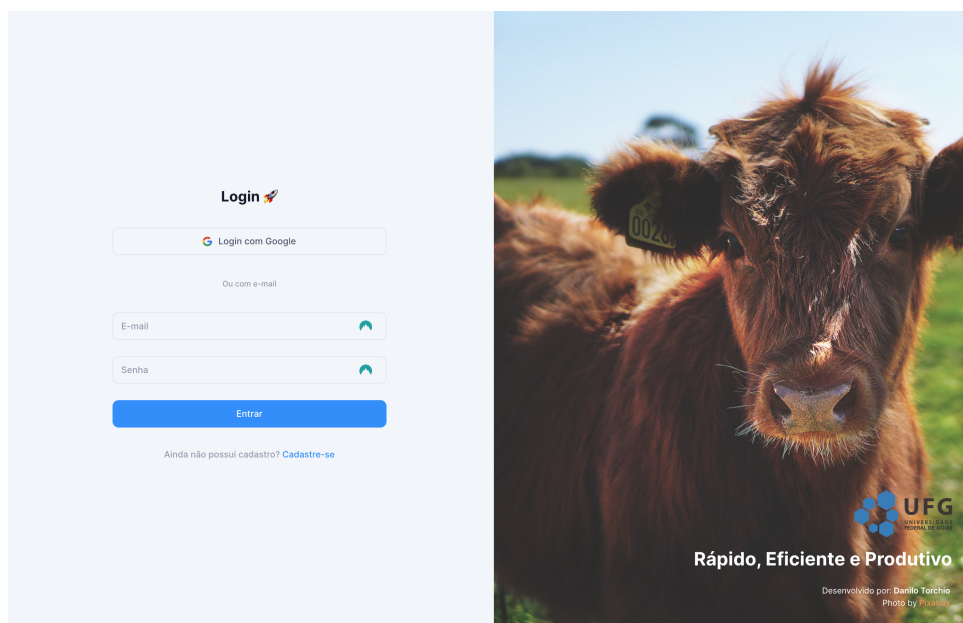 Login 🚀
Login com Google
Ou com e-mail
E-mail
Senha
Entrar
Ainda não possui cadastro? Cadastre-se
UFG
UNIVERSIDADE
FEDERAL DE GOIÁS
Rápido, Eficiente e Produtivo
Desenvolvido por: Danilo Torchio
Photo by Pixabay